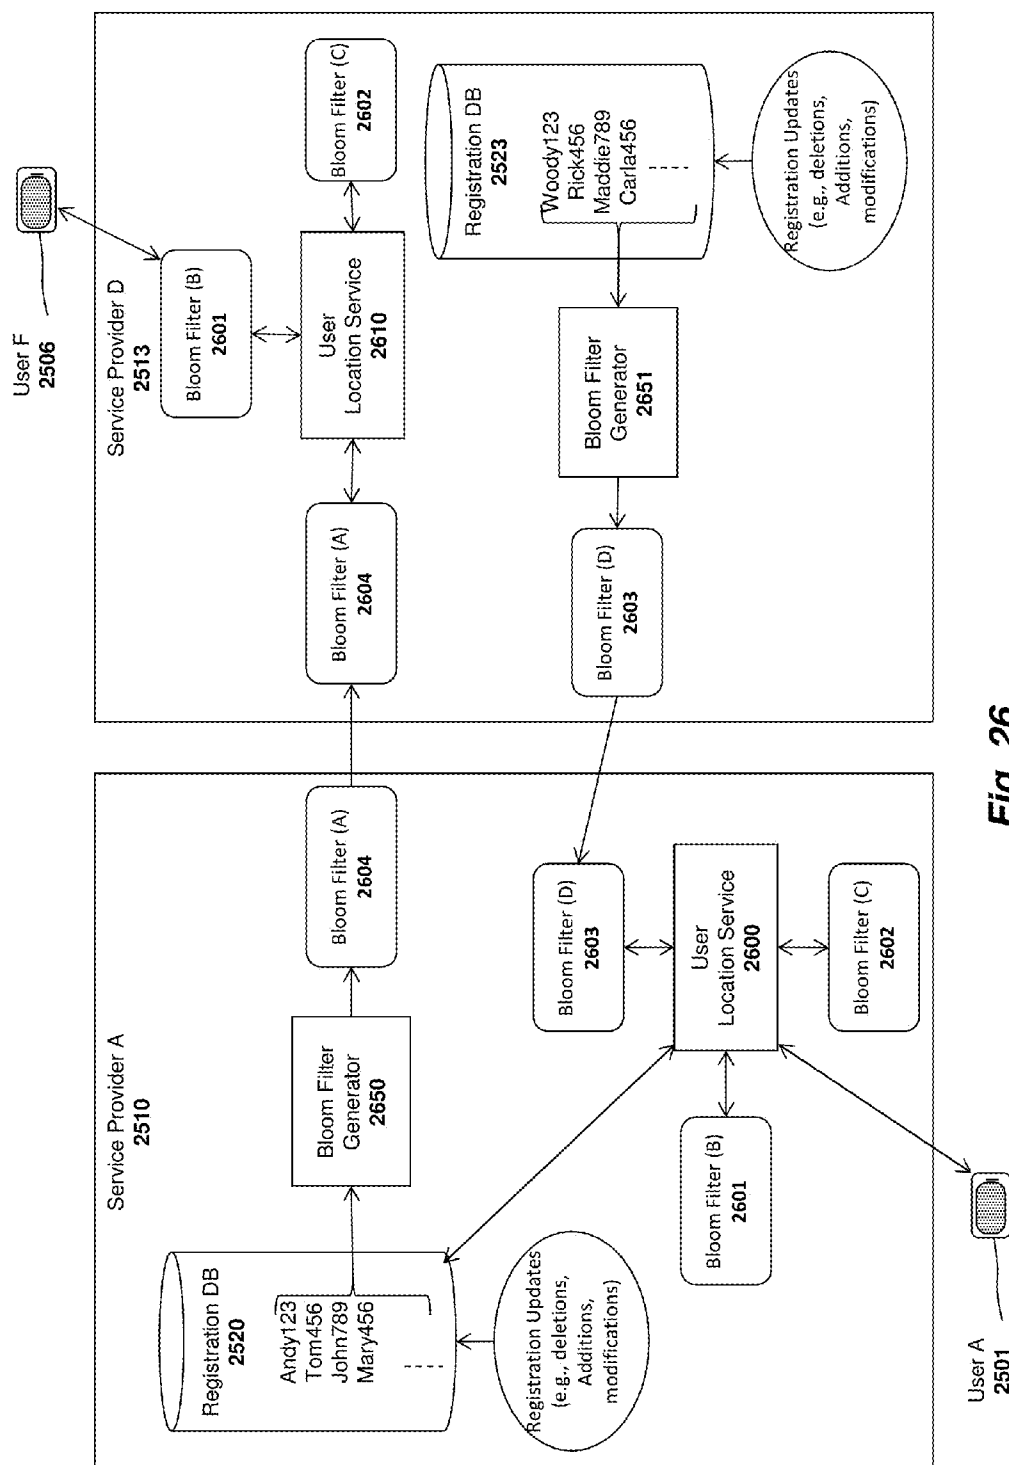 Service Provider A
2510
Registration DB
2520
Andy123
Tom456
John789
Mary456
Registration Updates
(e.g., deletions,
Additions,
modifications)
Bloom Filter
Generator
2650
Bloom Filter (A)
2604
Bloom Filter (B)
2601
User
Location Service
2600
Bloom Filter (D)
2603
Bloom Filter (C)
2602
User A
2501
Service Provider D
2513
User F
2506
Bloom Filter (A)
2604
Bloom Filter (B)
2601
User
Location Service
2610
Bloom Filter (C)
2602
Bloom Filter (D)
2603
Bloom Filter
Generator
2651
Registration DB
2523
Woody123
Rick456
Maddie789
Carla456
Registration Updates
(e.g., deletions,
Additions,
modifications)
Fig. 26